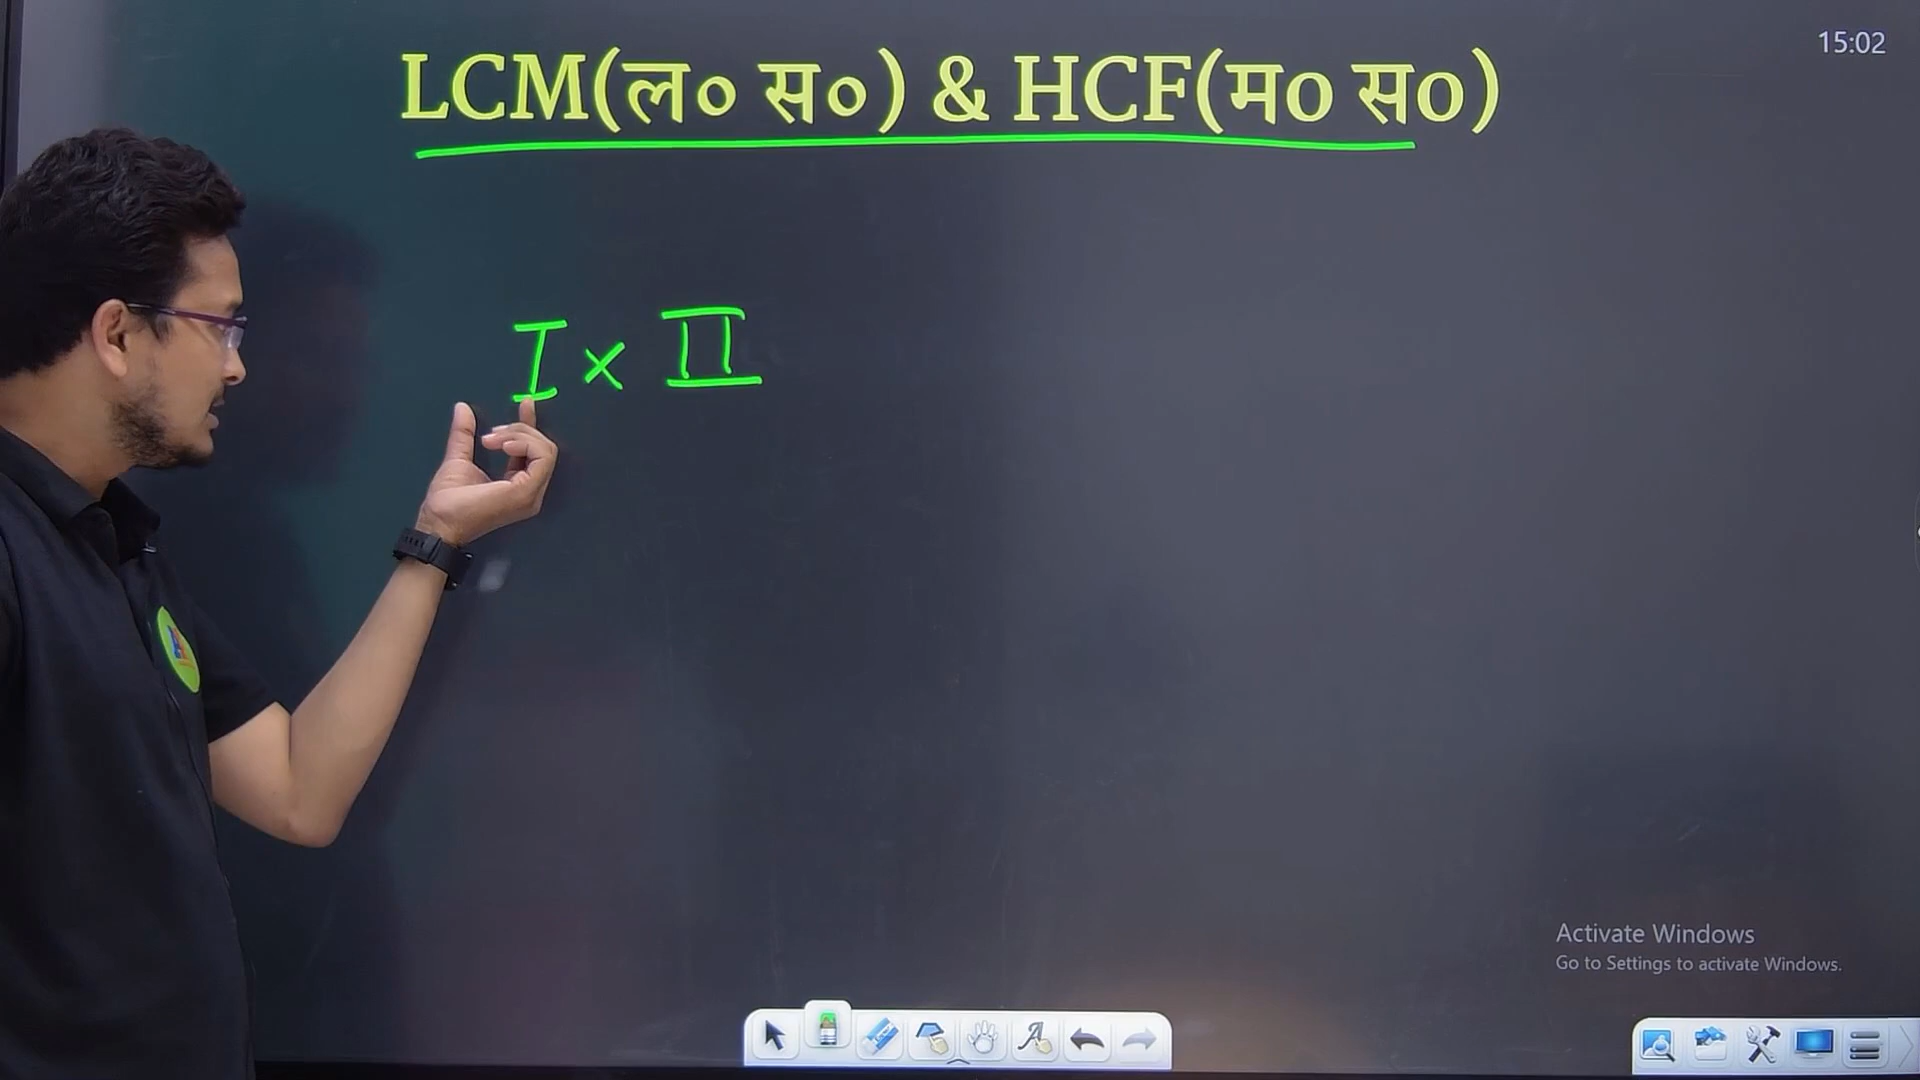 15:02
LCM(ल० स०) & HCF(म० स०)
I × II
Activate Windows
Go to Settings to activate Windows.